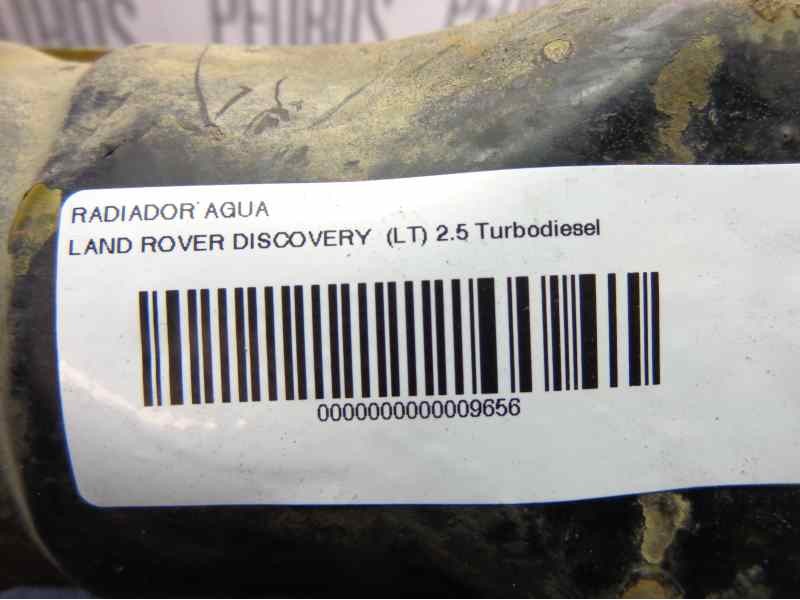 RADIADOR AGUA
LAND ROVER DISCOVERY (LT) 2.5 Turbodiesel
0000000000009656